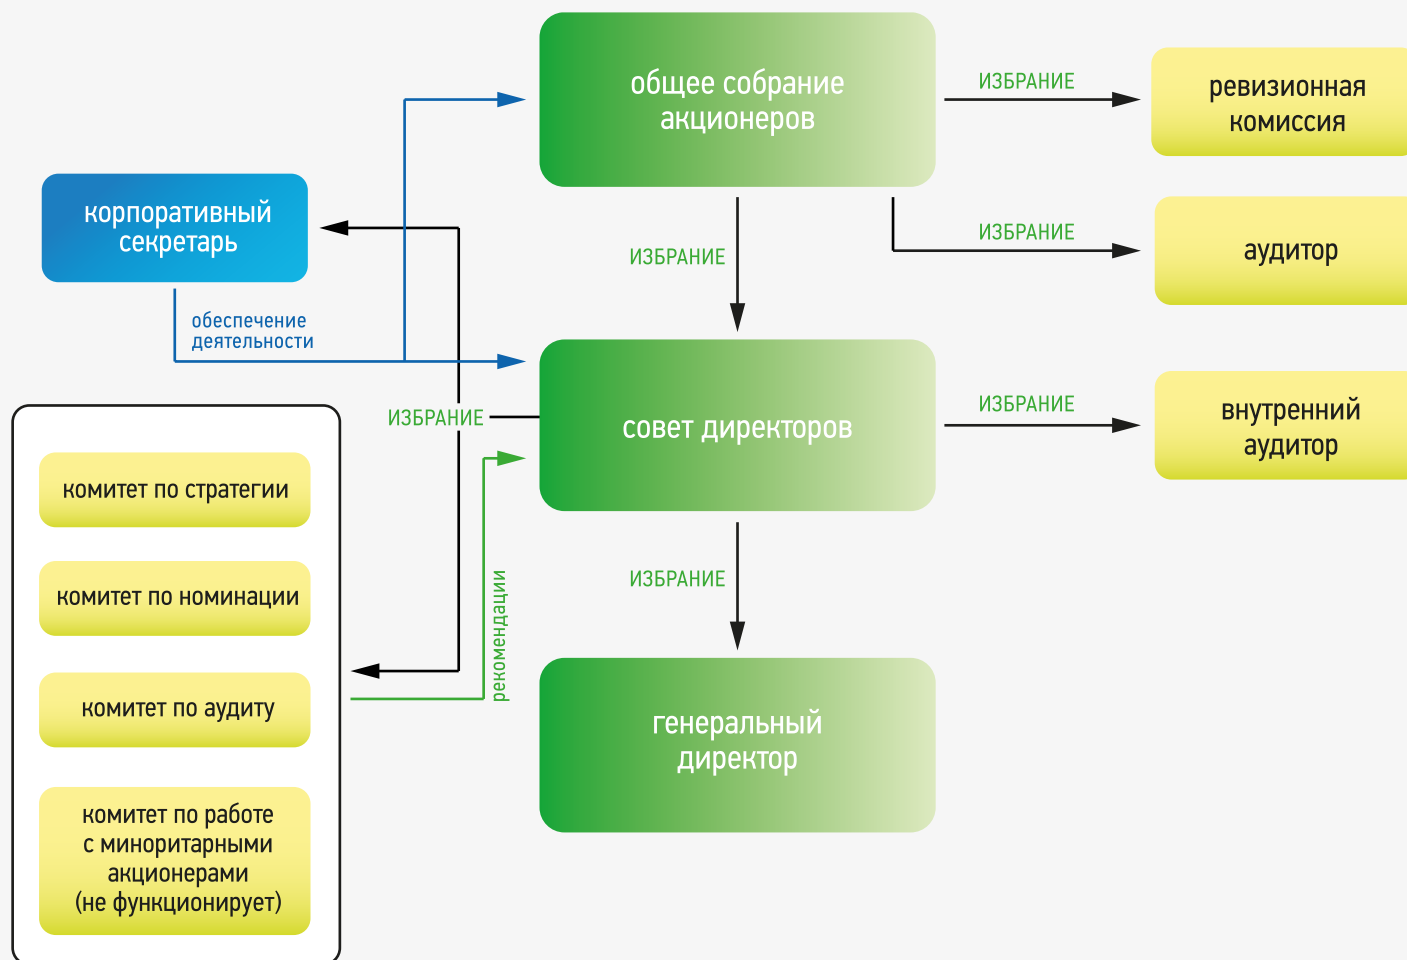 общее собрание
акционеров
ИЗБРАНИЕ
ревизионная
комиссия
корпоративный
секретарь
ИЗБРАНИЕ
аудитор
ИЗБРАНИЕ
обеспечение
деятельности
ИЗБРАНИЕ
совет директоров
ИЗБРАНИЕ
внутренний
аудитор
комитет по стратегии
комитет по номинации
рекомендации
ИЗБРАНИЕ
комитет по аудиту
генеральный
директор
комитет по работе
с миноритарными
акционерами
(не функционирует)